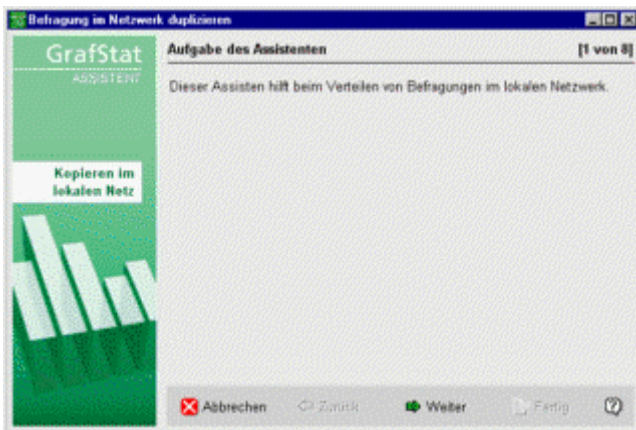 Befragung im Netzwerk duplizieren
GrafStat
ASSISTENT
Kopieren im
lokalen Netz
Aufgabe des Assistenten [1 von 8]
Dieser Assisten hilft beim Verteilen von Befragungen im lokalen Netzwerk.
Abbrechen Zurück Weiter Fertig